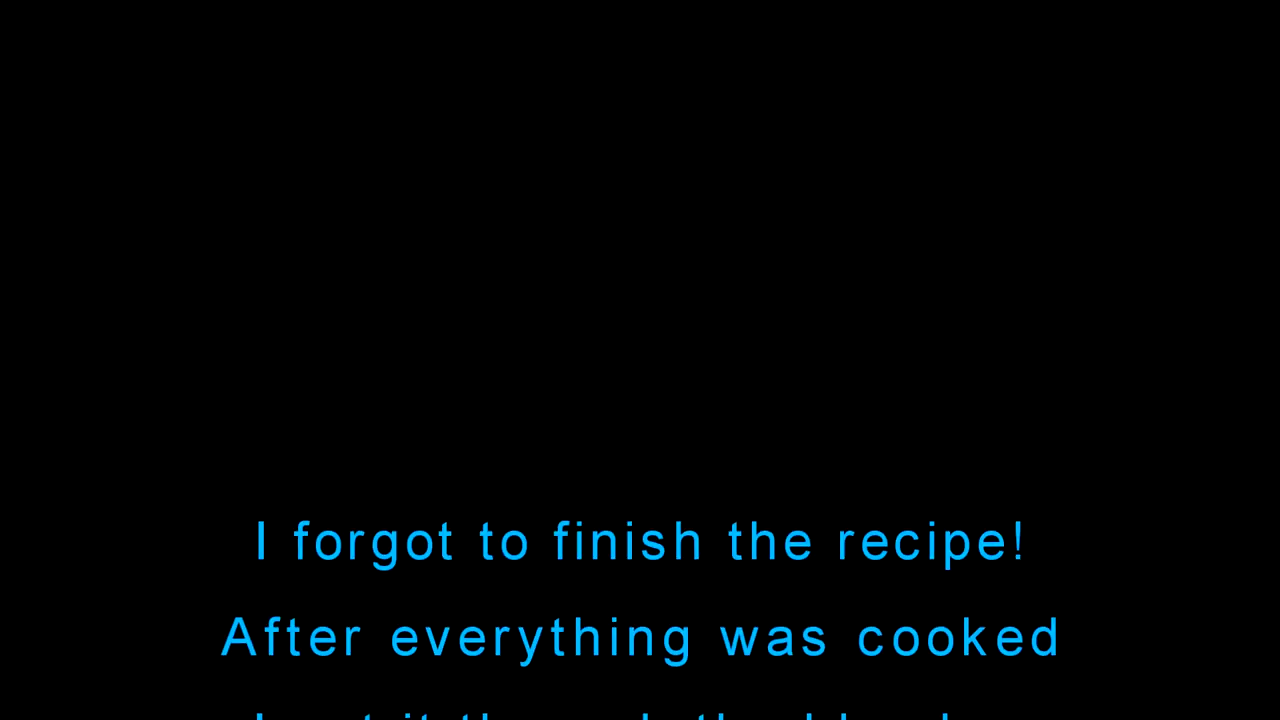 I forgot to finish the recipe!
After everything was cooked